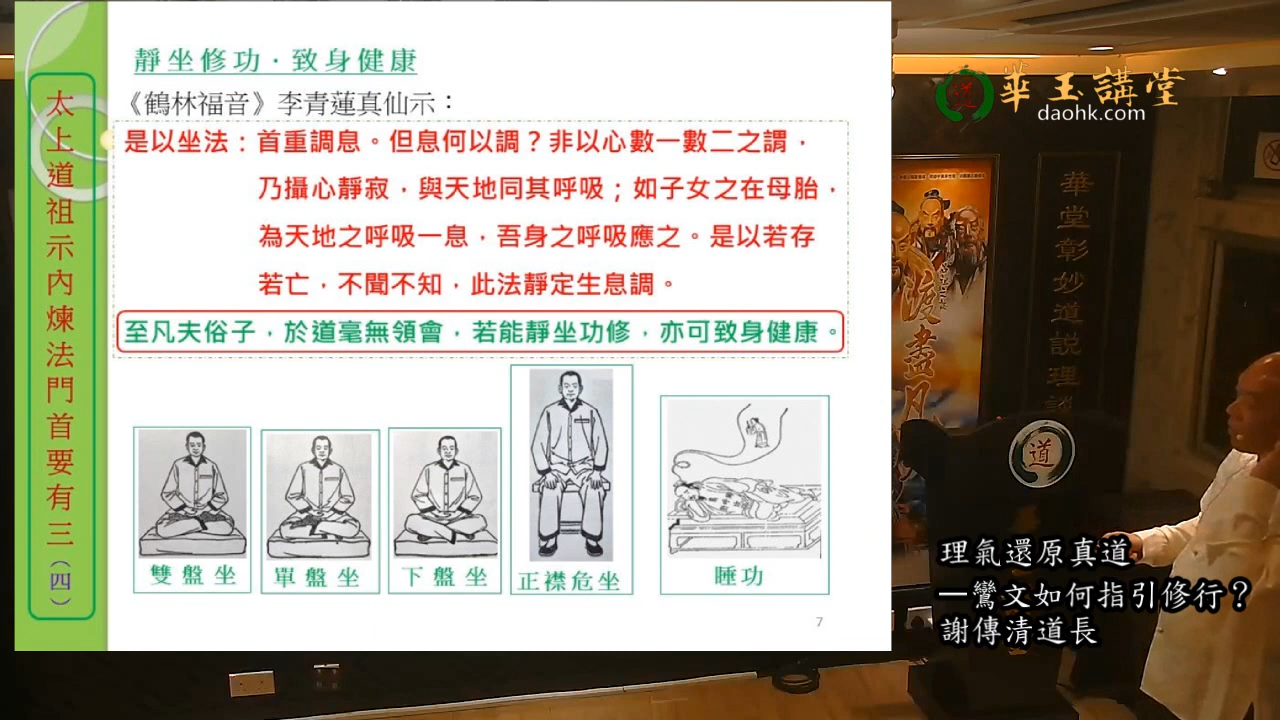 太上道祖示內煉法門首要有三（四）
靜坐修功．致身健康
《鶴林福音》李青蓮真仙示：
是以坐法：首重調息。但息何以調？非以心數一數二之謂，
乃攝心靜寂，與天地同其呼吸；如子女之在母胎，
為天地之呼吸一息，吾身之呼吸應之。是以若存
若亡，不聞不知，此法靜定生息調。
至凡夫俗子，於道毫無領會，若能靜坐功修，亦可致身健康。
雙盤坐
單盤坐
下盤坐
正襟危坐
睡功
7
道
華玉講堂
daohk.com
渡盡凡
華堂彰妙道説理談
道
理氣還原真道
—鸞文如何指引修行？
謝傳清道長